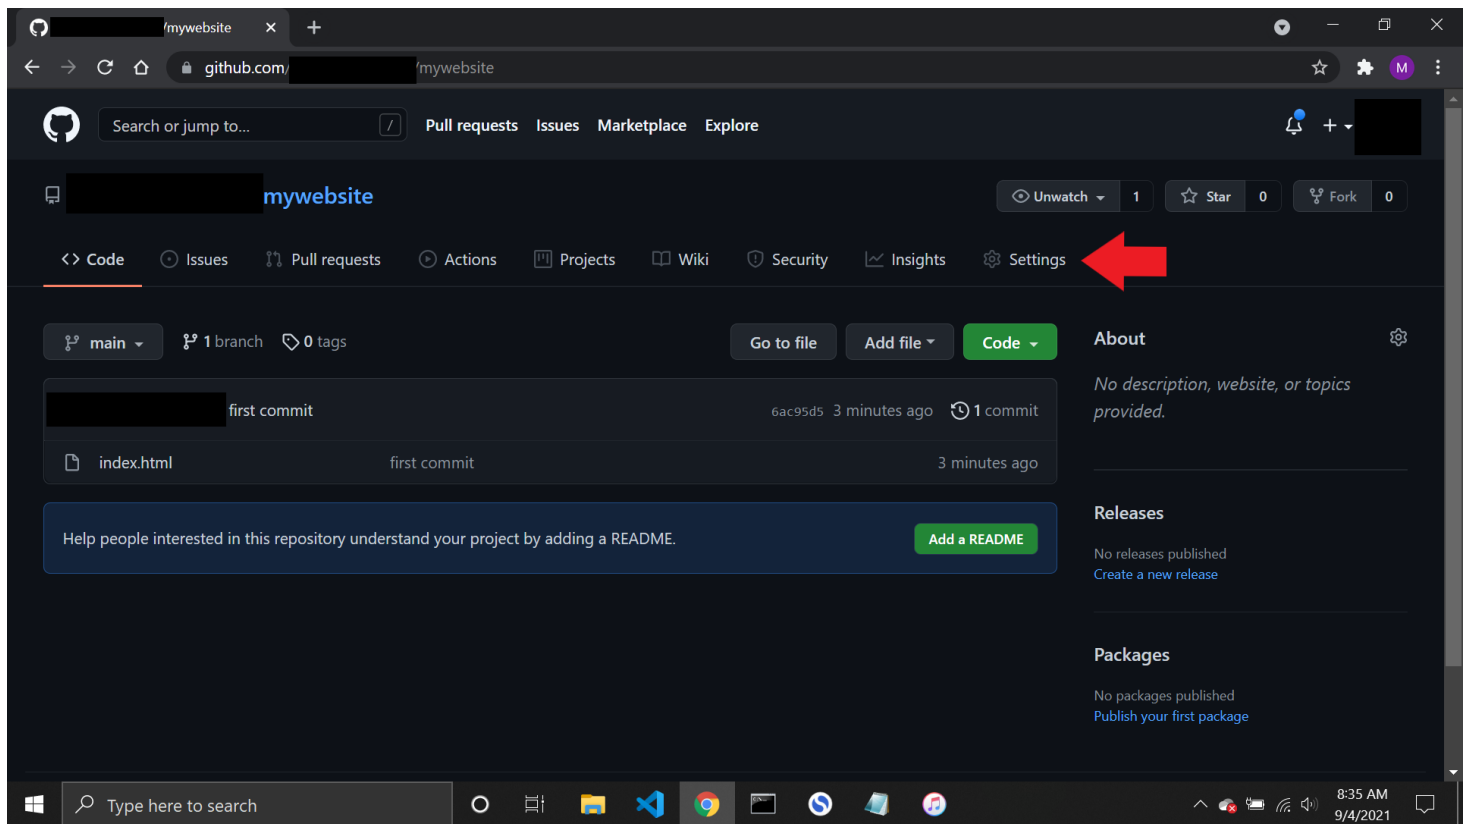 /mywebsite
github.com/ /mywebsite
M
Search or jump to... /
Pull requests Issues Marketplace Explore
mywebsite
Unwatch 1 Star 0 Fork 0
Code Issues Pull requests Actions Projects Wiki Security Insights Settings
main 1 branch 0 tags
Go to file Add file Code
About
No description, website, or topics
provided.
first commit 6ac95d5 3 minutes ago 1 commit
index.html first commit 3 minutes ago
Help people interested in this repository understand your project by adding a README.
Add a README
Releases
No releases published
Create a new release
Packages
No packages published
Publish your first package
Type here to search
8:35 AM
9/4/2021